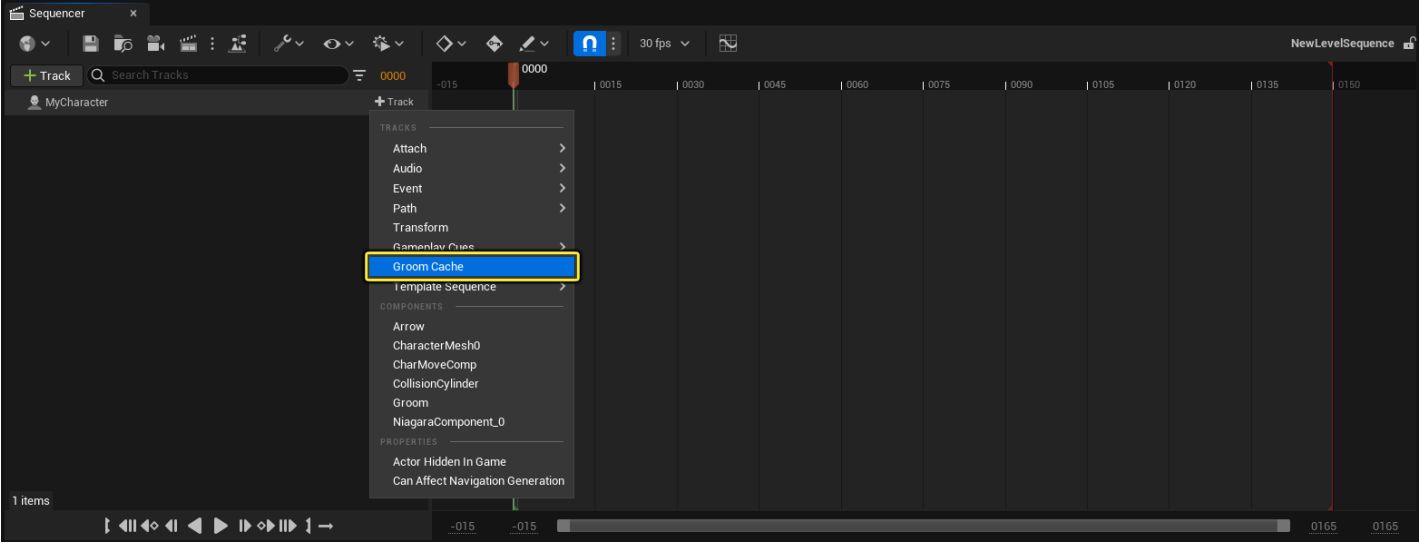 Sequencer
30 fps
NewLevelSequence
Track
Search Tracks
0000
-015
0000
0015
0030
0045
0060
0075
0090
0105
0120
0135
0150
MyCharacter
Track
TRACKS
Attach
Audio
Event
Path
Transform
Gameplay Cues
Groom Cache
Template Sequence
COMPONENTS
Arrow
CharacterMesh0
CharMoveComp
CollisionCylinder
Groom
NiagaraComponent_0
PROPERTIES
Actor Hidden In Game
Can Affect Navigation Generation
1 items
-015
-015
0165
0165